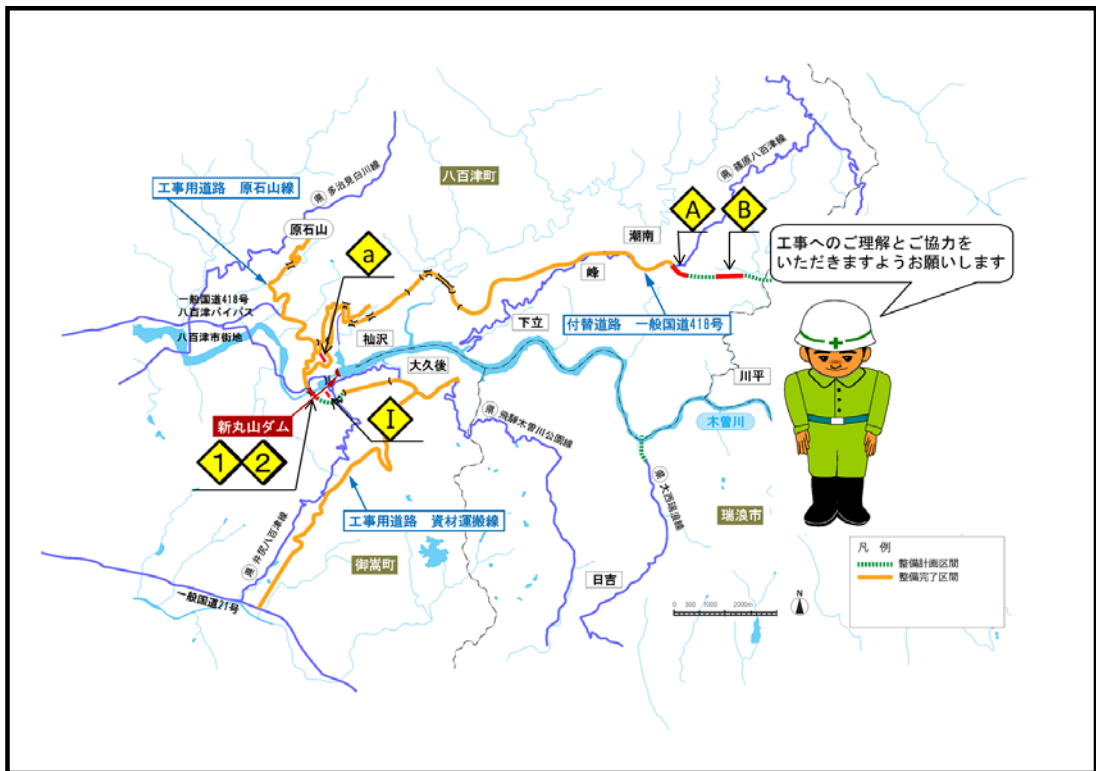 県 篠原八百津線
県 多治見白川線
八百津町
工事用道路 原石山線
A
B
原石山
潮南
工事へのご理解とご協力を
いただきますようお願いします
a
峰
一般国道418号
八百津バイパス
付替道路 一般国道418号
下立
八百津市街地
杣沢
大久後
川平
新丸山ダム
I
県 飛騨木曽川公園線
木曽川
1
2
県 大西瑞浪線
工事用道路 資材運搬線
瑞浪市
県 井尻八百津線
凡 例
整備計画区間
整備完了区間
御嵩町
日吉
一般国道21号
0 500 1000 2000m
N